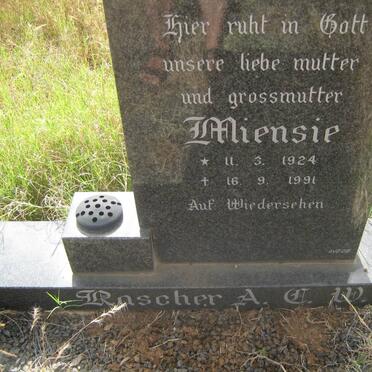 Hier ruht in Gott
unsere liebe mutter
und grossmutter
Miensie
* 11. 3. 1924
+ 16. 9. 1991
Auf Wiedersehen
Rascher A. C. W.